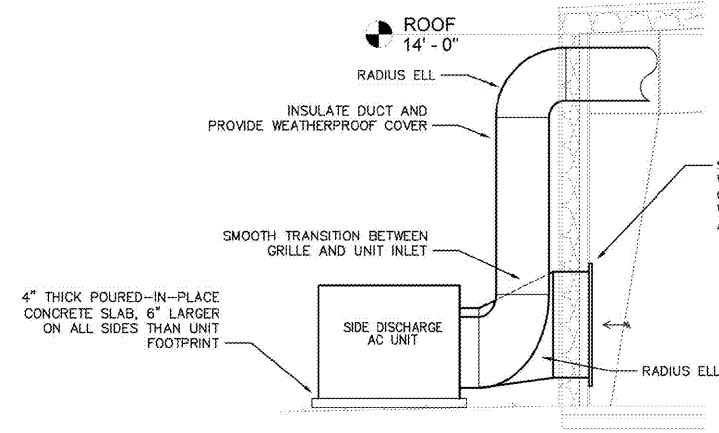 ROOF
14' - 0"
RADIUS ELL
INSULATE DUCT AND
PROVIDE WEATHERPROOF COVER
SMOOTH TRANSITION BETWEEN
GRILLE AND UNIT INLET
4" THICK POURED-IN-PLACE
CONCRETE SLAB, 6" LARGER
ON ALL SIDES THAN UNIT
FOOTPRINT
SIDE DISCHARGE
AC UNIT
RADIUS ELL